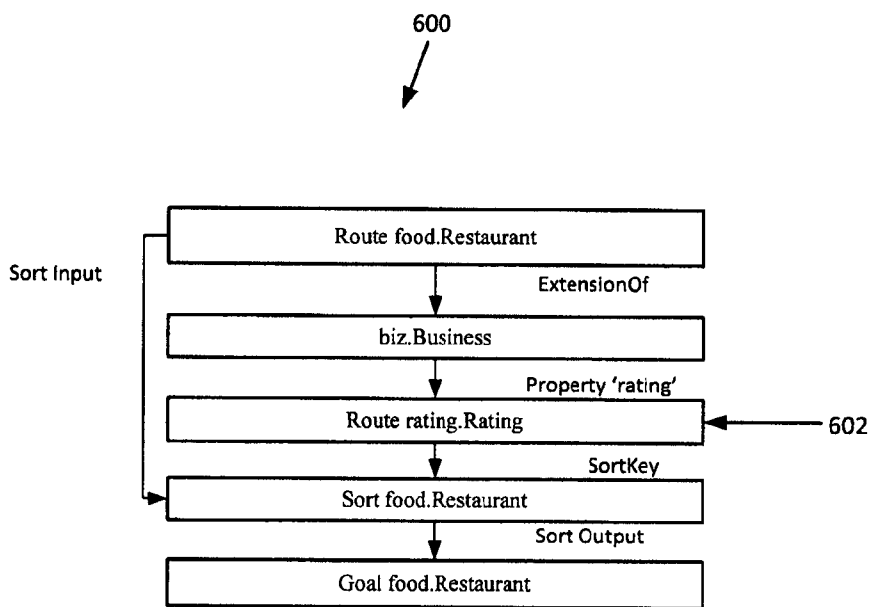 600
Route food.Restaurant
Sort Input
ExtensionOf
biz.Business
Property ‘rating’
Route rating.Rating
602
SortKey
Sort food.Restaurant
Sort Output
Goal food.Restaurant